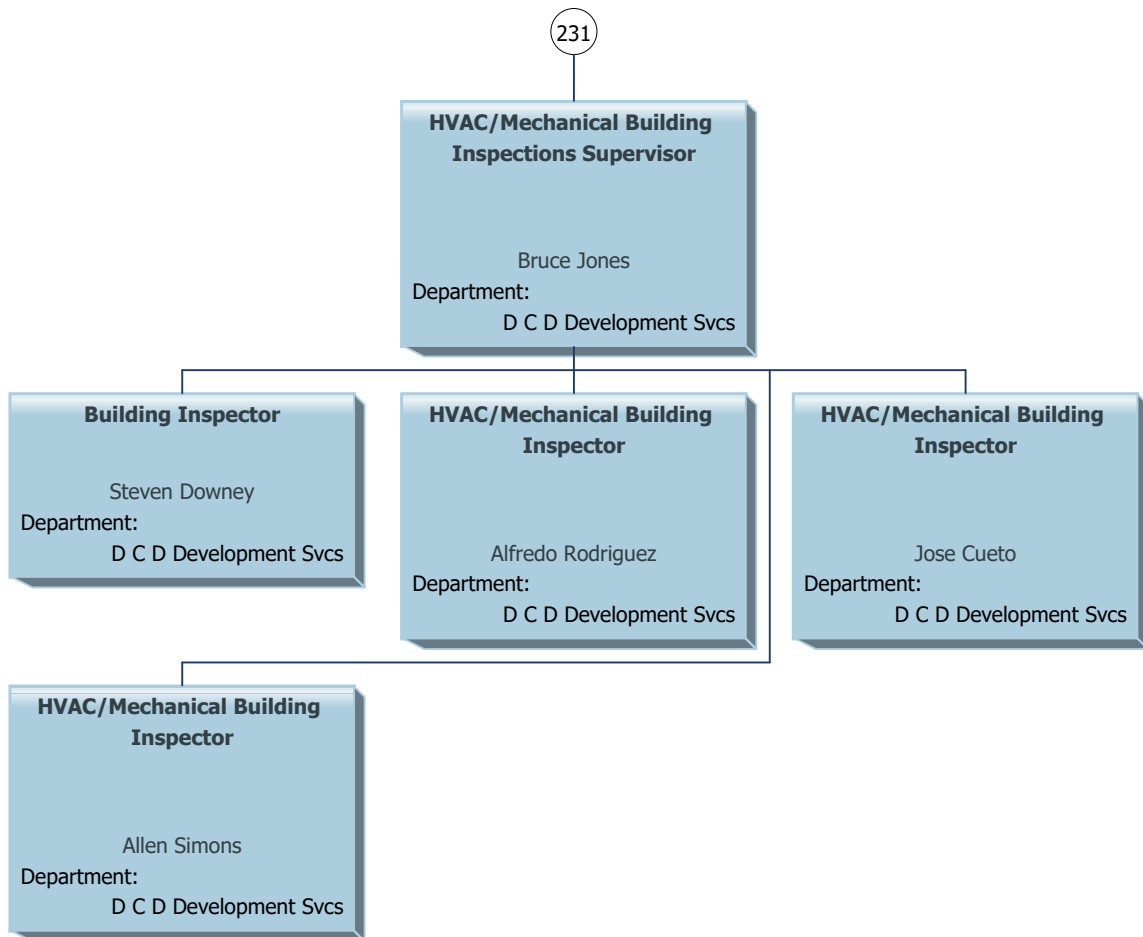 231
HVAC/Mechanical Building
Inspections Supervisor
Bruce Jones
Department:
D C D Development Svcs
Building Inspector
Steven Downey
Department:
D C D Development Svcs
HVAC/Mechanical Building
Inspector
Alfredo Rodriguez
Department:
D C D Development Svcs
HVAC/Mechanical Building
Inspector
Jose Cueto
Department:
D C D Development Svcs
HVAC/Mechanical Building
Inspector
Allen Simons
Department:
D C D Development Svcs